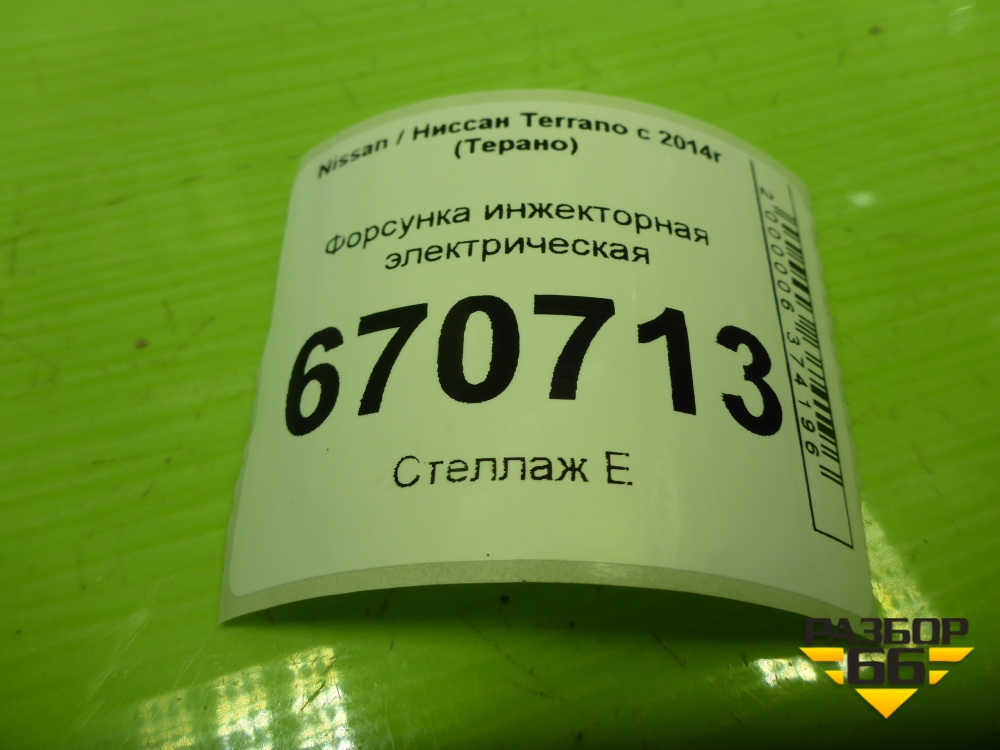 Nissan / Ниссан Terrano с 2014г
(Терано)
Форсунка инжекторная
электрическая
670713
Стеллаж Е
2000006374196
РАЗБОР
66